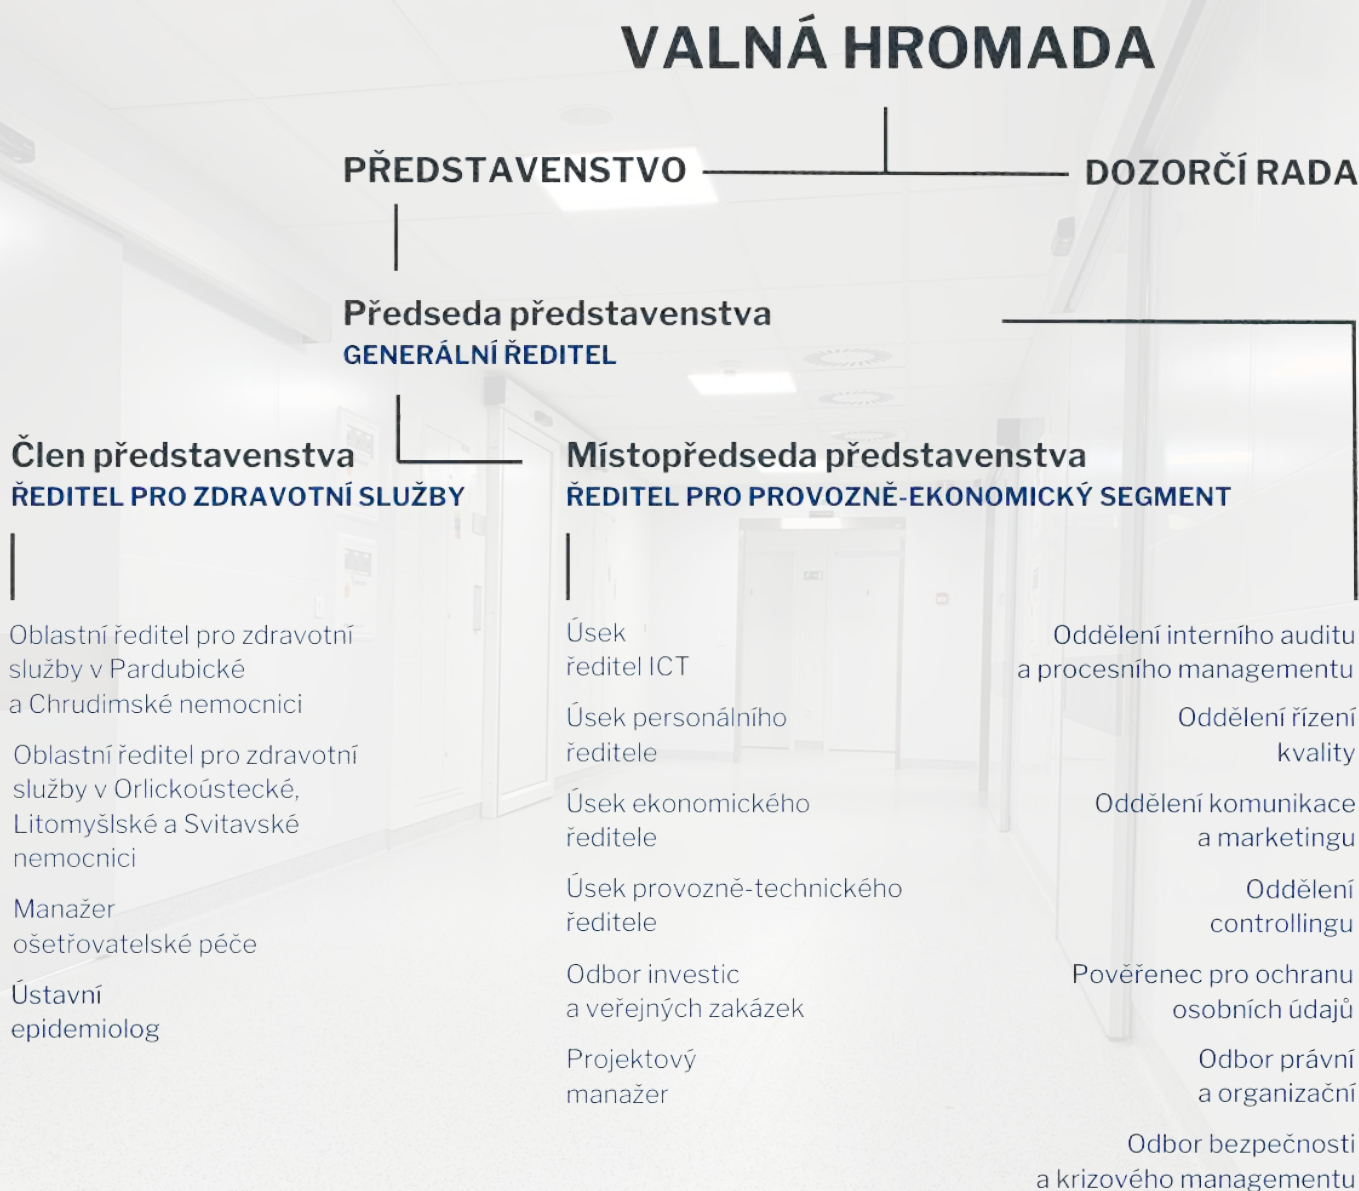 VALNÁ HROMADA
PŘEDSTAVENSTVO
DOZORČÍ RADA
Předseda představenstva
GENERÁLNÍ ŘEDITEL
Člen představenstva
ŘEDITEL PRO ZDRAVOTNÍ SLUŽBY
Místopředseda představenstva
ŘEDITEL PRO PROVOZNĚ-EKONOMICKÝ SEGMENT
Oblastní ředitel pro zdravotní
služby v Pardubické
a Chrudimské nemocnici
Oblastní ředitel pro zdravotní
služby v Orlickoústecké,
Litomyšlské a Svitavské
nemocnici
Manažer
ošetřovatelské péče
Ústavní
epidemiolog
Úsek
ředitel ICT
Úsek personálního
ředitele
Úsek ekonomického
ředitele
Úsek provozně-technického
ředitele
Odbor investic
a veřejných zakázek
Projektový
manažer
Oddělení interního auditu
a procesního managementu
Oddělení řízení
kvality
Oddělení komunikace
a marketingu
Oddělení
controllingu
Pověřenec pro ochranu
osobních údajů
Odbor právní
a organizační
Odbor bezpečnosti
a krizového managementu